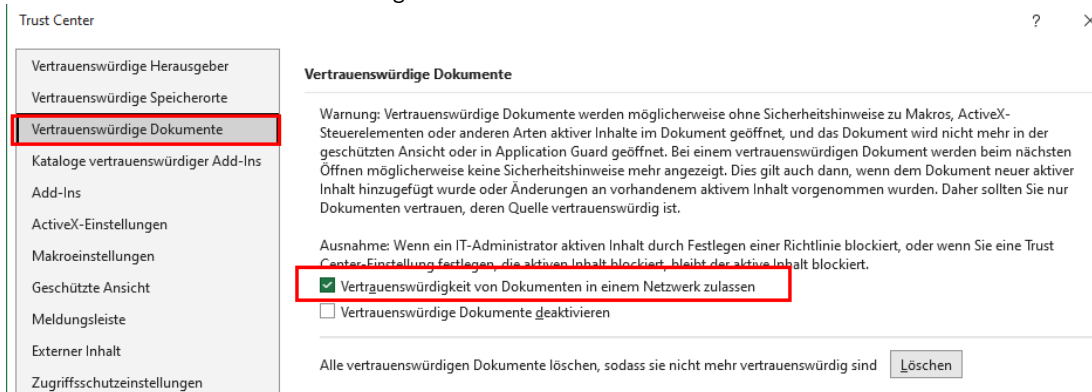 Trust Center
?
Vertrauenswürdige Herausgeber
Vertrauenswürdige Speicherorte
Vertrauenswürdige Dokumente
Kataloge vertrauenswürdiger Add-Ins
Add-Ins
ActiveX-Einstellungen
Makroeinstellungen
Geschützte Ansicht
Meldungsleiste
Externer Inhalt
Zugriffsschutzeinstellungen
Vertrauenswürdige Dokumente
Warnung: Vertrauenswürdige Dokumente werden möglicherweise ohne Sicherheitshinweise zu Makros, ActiveX-
Steuerelementen oder anderen Arten aktiver Inhalte im Dokument geöffnet, und das Dokument wird nicht mehr in der
geschützten Ansicht oder in Application Guard geöffnet. Bei einem vertrauenswürdigen Dokument werden beim nächsten
Öffnen möglicherweise keine Sicherheitshinweise mehr angezeigt. Dies gilt auch dann, wenn dem Dokument neuer aktiver
Inhalt hinzugefügt wurde oder Änderungen an vorhandenem aktivem Inhalt vorgenommen wurden. Daher sollten Sie nur
Dokumenten vertrauen, deren Quelle vertrauenswürdig ist.
Ausnahme: Wenn ein IT-Administrator aktiven Inhalt durch Festlegen einer Richtlinie blockiert, oder wenn Sie eine Trust
Center-Einstellung festlegen, die aktiven Inhalt blockiert, bleibt der aktive Inhalt blockiert.
Vertrauenswürdigkeit von Dokumenten in einem Netzwerk zulassen
Vertrauenswürdige Dokumente deaktivieren
Alle vertrauenswürdigen Dokumente löschen, sodass sie nicht mehr vertrauenswürdig sind Löschen